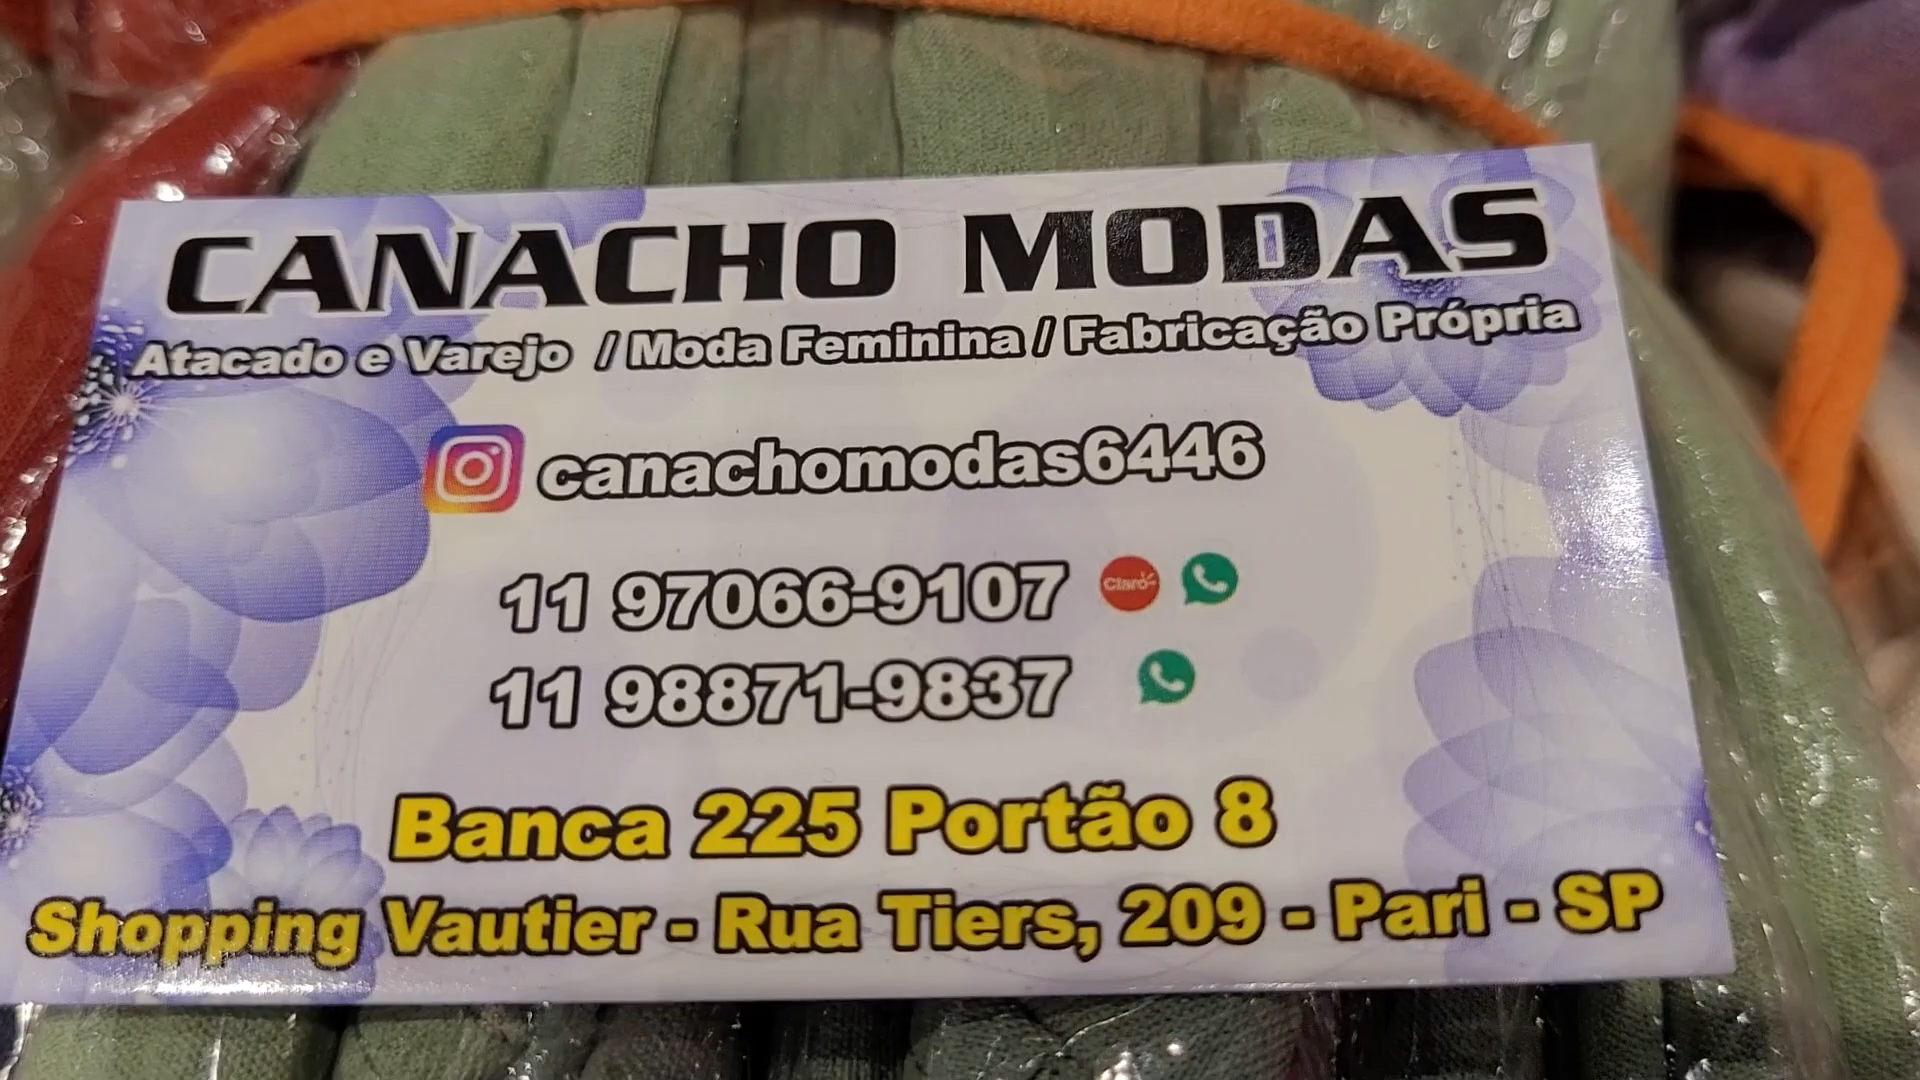 CANACHO MODAS
Atacado e Varejo / Moda Feminina / Fabricação Própria
canachomodas6446
11 97066-9107 Claro
11 98871-9837
Banca 225 Portão 8
Shopping Vautier - Rua Tiers, 209 - Pari - SP